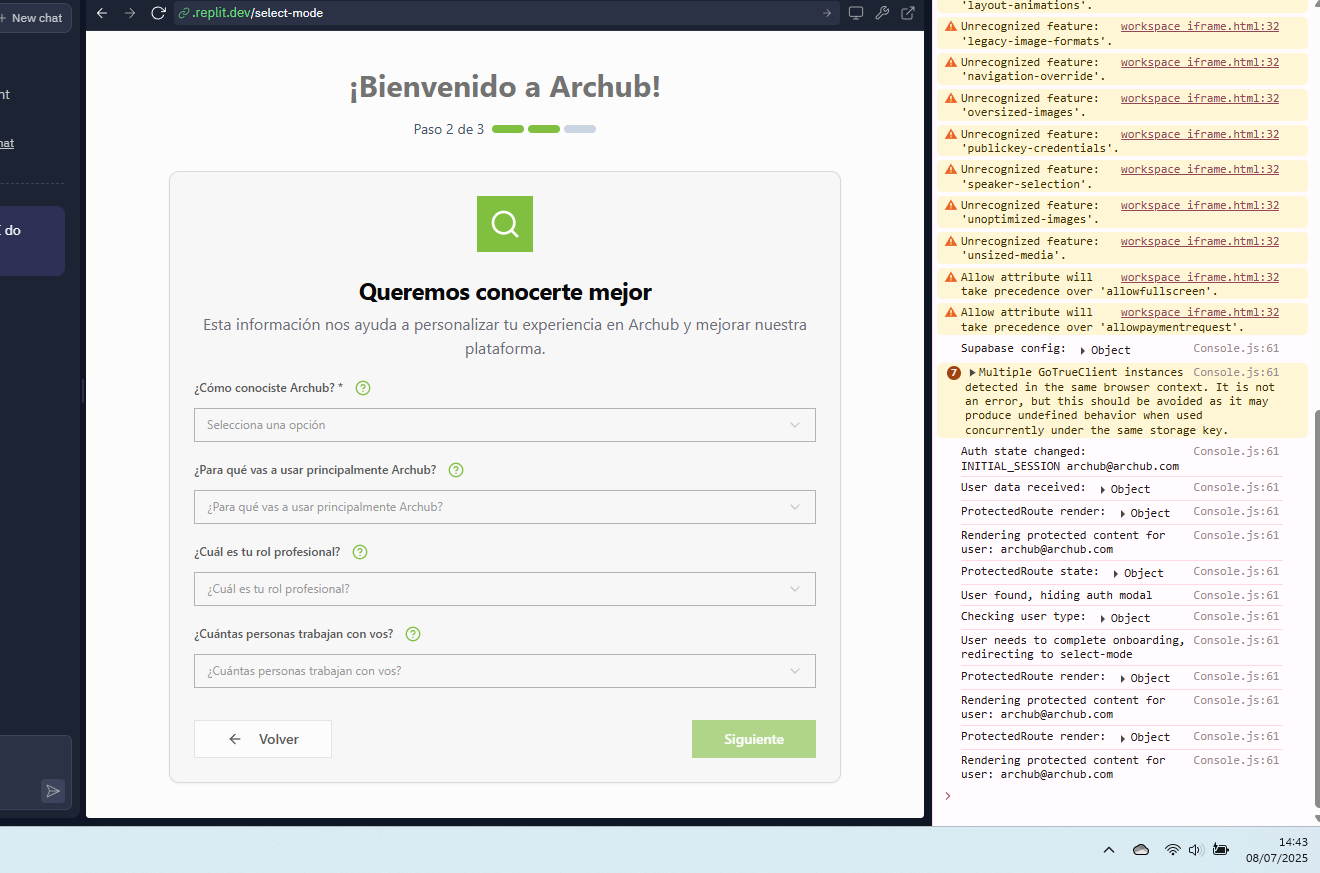 + New chat
nt
hat
I do
.replit.dev/select-mode
¡Bienvenido a Archub!
Paso 2 de 3
Queremos conocerte mejor
Esta información nos ayuda a personalizar tu experiencia en Archub y mejorar nuestra
plataforma.
¿Cómo conociste Archub? *
Selecciona una opción
¿Para qué vas a usar principalmente Archub?
¿Para qué vas a usar principalmente Archub?
¿Cuál es tu rol profesional?
¿Cuál es tu rol profesional?
¿Cuántas personas trabajan con vos?
¿Cuántas personas trabajan con vos?
Volver
Siguiente
'layout-animations'.
Unrecognized feature: workspace_iframe.html:32
'legacy-image-formats'.
Unrecognized feature: workspace_iframe.html:32
'navigation-override'.
Unrecognized feature: workspace_iframe.html:32
'oversized-images'.
Unrecognized feature: workspace_iframe.html:32
'publickey-credentials'.
Unrecognized feature: workspace_iframe.html:32
'speaker-selection'.
Unrecognized feature: workspace_iframe.html:32
'unoptimized-images'.
Unrecognized feature: workspace_iframe.html:32
'unsized-media'.
Allow attribute will workspace_iframe.html:32
take precedence over 'allowfullscreen'.
Allow attribute will workspace_iframe.html:32
take precedence over 'allowpaymentrequest'.
Supabase config: Object Console.js:61
7 Multiple GoTrueClient instances Console.js:61
detected in the same browser context. It is not
an error, but this should be avoided as it may
produce undefined behavior when used
concurrently under the same storage key.
Auth state changed: Console.js:61
INITIAL_SESSION archub@archub.com
User data received: Object Console.js:61
ProtectedRoute render: Object Console.js:61
Rendering protected content for Console.js:61
user: archub@archub.com
ProtectedRoute state: Object Console.js:61
User found, hiding auth modal Console.js:61
Checking user type: Object Console.js:61
User needs to complete onboarding, Console.js:61
redirecting to select-mode
ProtectedRoute render: Object Console.js:61
Rendering protected content for Console.js:61
user: archub@archub.com
ProtectedRoute render: Object Console.js:61
Rendering protected content for Console.js:61
user: archub@archub.com
14:43
08/07/2025